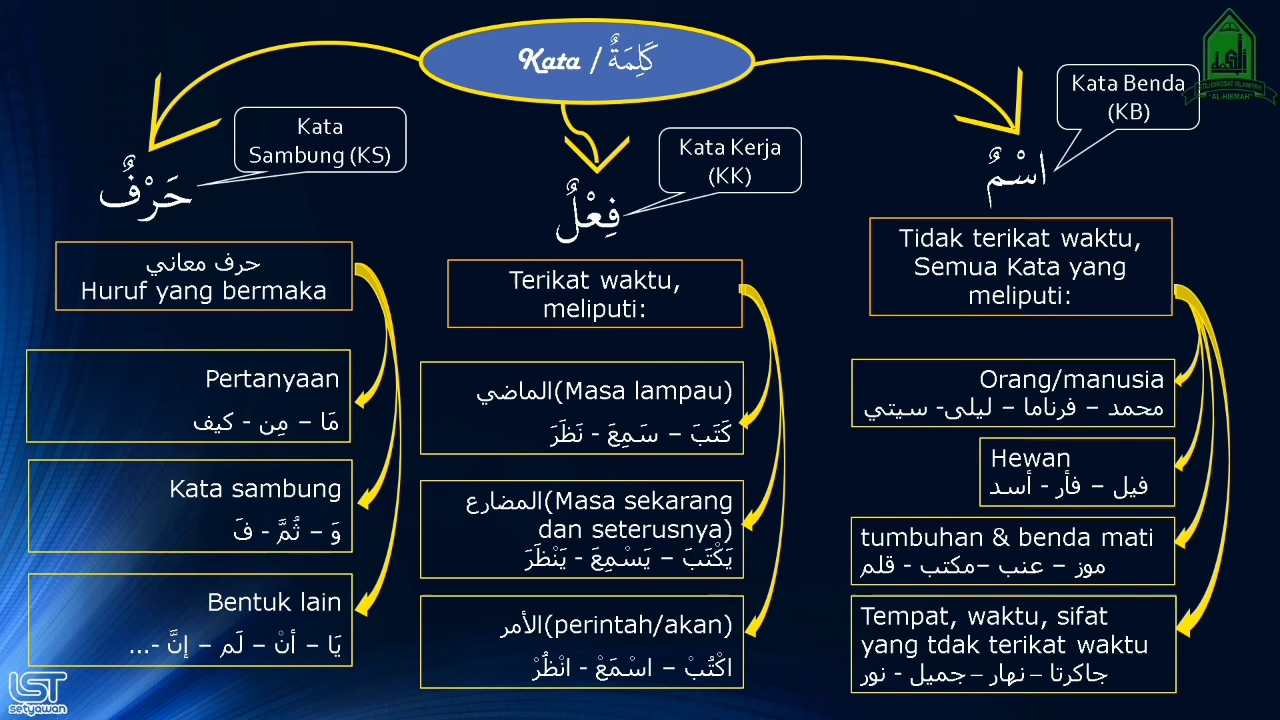 Kata / كَلِمَةٌ
Kata Benda
(KB)
اسْمٌ
Tidak terikat waktu,
Semua Kata yang
meliputi:
Orang/manusia
محمد – فرناما – ليلى- سيتي
Hewan
فيل – فأر - أسد
tumbuhan & benda mati
موز – عنب –مكتب - قلم
Tempat, waktu, sifat
yang tdak terikat waktu
جاكرتا – نهار – جميل - نور
Kata Kerja
(KK)
فِعْلٌ
Terikat waktu,
meliputi:
الماضي(Masa lampau)
كَتَبَ – سَمِعَ - نَظَرَ
المضارع(Masa sekarang
dan seterusnya)
يَكْتَبَ – يَسْمِعَ - يَنْظَرَ
الأمر(perintah/akan)
اكْتُبْ – اسْمَعْ - انْظُرْ
Kata
Sambung (KS)
حَرْفٌ
حرف معاني
Huruf yang bermaka
Pertanyaan
مَا – مِن - كيف
Kata sambung
وَ – ثُمَّ - فَ
Bentuk lain
يَا – أنْ – لَم – إنَّ -...
LST
setyawan
"AL-HIKMAH"